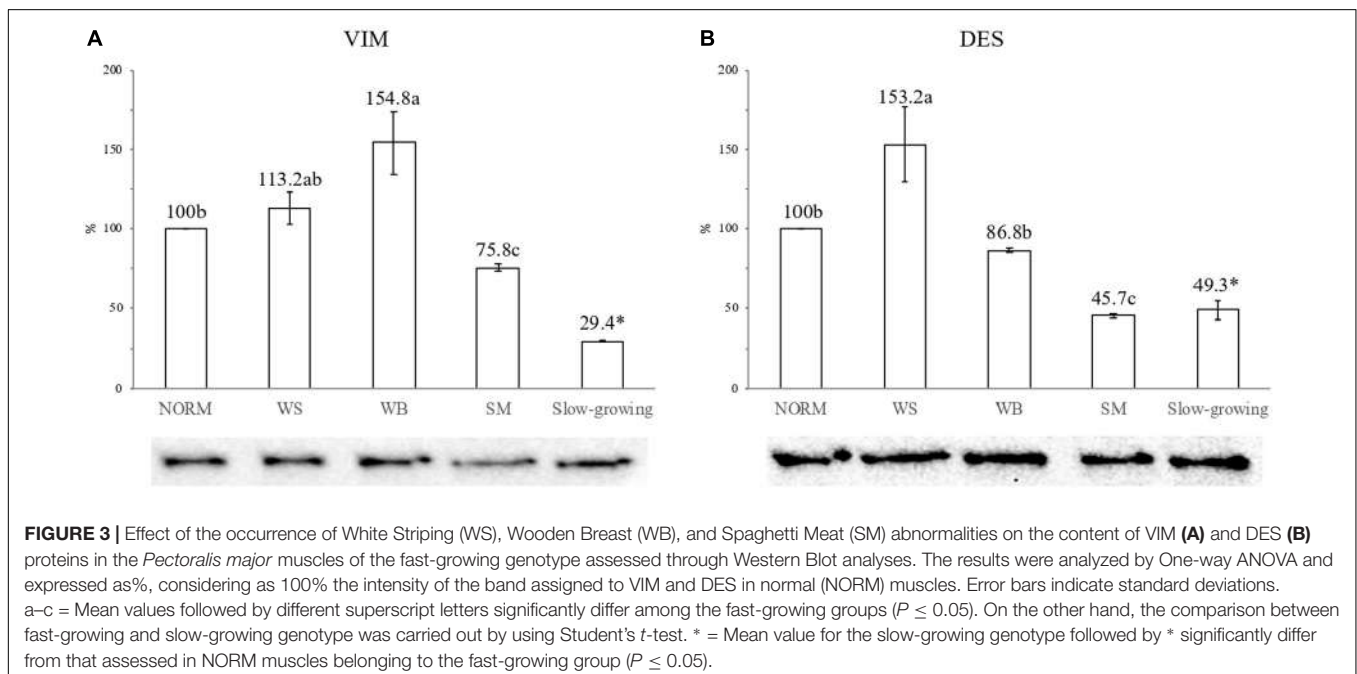 A VIM
200
150
%
100
50
0
100b
113.2ab
154.8a
75.8c
29.4*
NORM WS WB SM Slow-growing
B DES
200
150
%
100
50
0
100b
153.2a
86.8b
45.7c
49.3*
NORM WS WB SM Slow-growing
FIGURE 3 | Effect of the occurrence of White Striping (WS), Wooden Breast (WB), and Spaghetti Meat (SM) abnormalities on the content of VIM (A) and DES (B)
proteins in the Pectoralis major muscles of the fast-growing genotype assessed through Western Blot analyses. The results were analyzed by One-way ANOVA and
expressed as%, considering as 100% the intensity of the band assigned to VIM and DES in normal (NORM) muscles. Error bars indicate standard deviations.
a–c = Mean values followed by different superscript letters significantly differ among the fast-growing groups (P ≤ 0.05). On the other hand, the comparison between
fast-growing and slow-growing genotype was carried out by using Student's t-test. * = Mean value for the slow-growing genotype followed by * significantly differ
from that assessed in NORM muscles belonging to the fast-growing group (P ≤ 0.05).